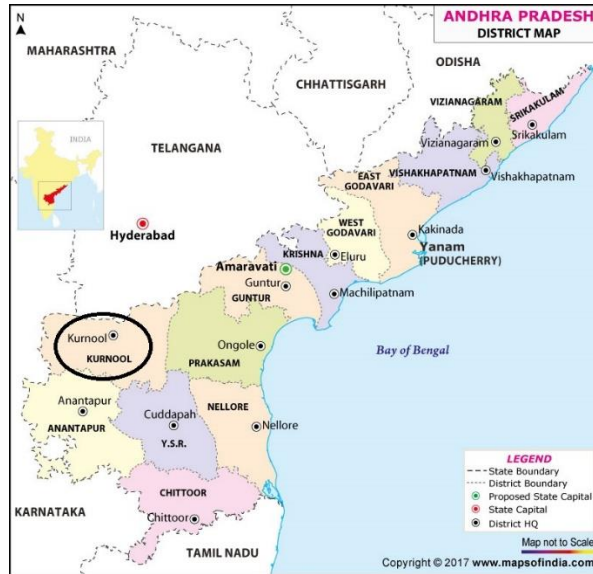 N
ANDHRA PRADESH
DISTRICT MAP
MAHARASHTRA
ODISHA
CHHATTISGARH
VIZIANAGARAM
SRIKAKULAM
INDIA
TELANGANA
Srikakulam
Vizianagaram
VISHAKHAPATNAM
Vishakhapatnam
EAST
GODAVARI
WEST
GODAVARI
Hyderabad
Kakinada
Yanam
(PUDUCHERRY)
KRISHNA
Eluru
Amaravati
Guntur
GUNTUR
Machilipatnam
Kurnool
KURNOOL
Ongole
PRAKASAM
Bay of Bengal
Anantapur
ANANTAPUR
Cuddapah
Y.S.R.
NELLORE
Nellore
CHITTOOR
Chittoor
KARNATAKA
TAMIL NADU
LEGEND
State Boundary
District Boundary
Proposed State Capital
State Capital
District HQ
Map not to Scale
Copyright © 2017 www.mapsofindia.com